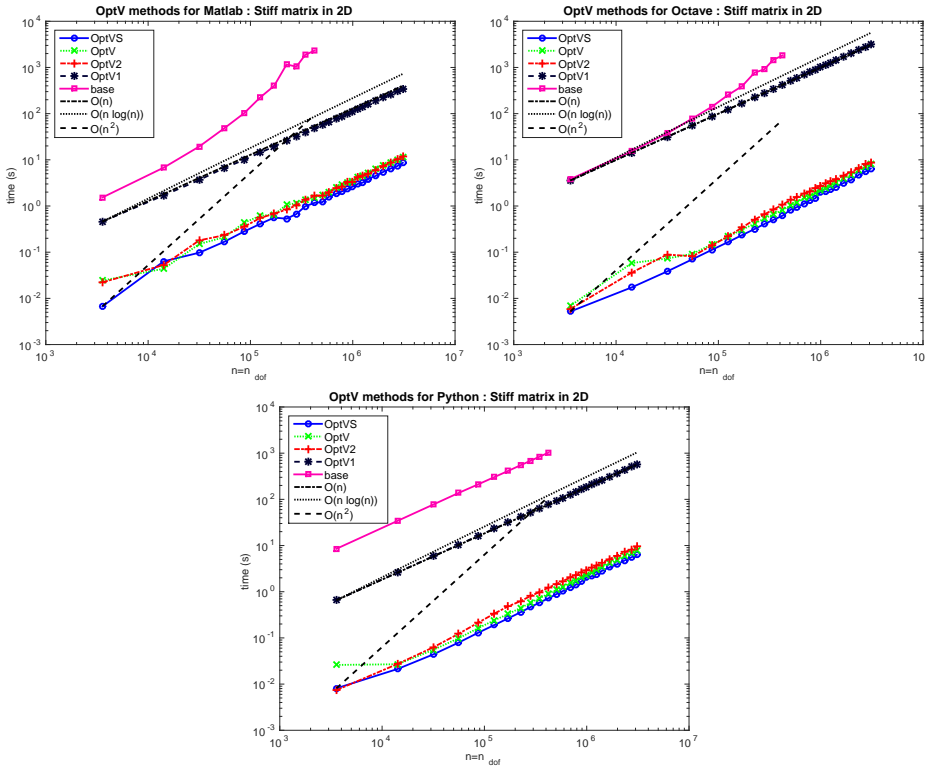 OptV methods for Matlab : Stiff matrix in 2D
10^4
10^3
10^2
10^1
10^0
10^-1
10^-2
10^-3
time (s)
OptVS
OptV
OptV2
OptV1
base
O(n)
O(n log(n))
O(n^2)
10^3
10^4
10^5
10^6
10^7
n=n_dof
OptV methods for Octave : Stiff matrix in 2D
10^4
10^3
10^2
10^1
10^0
10^-1
10^-2
10^-3
time (s)
OptVS
OptV
OptV2
OptV1
base
O(n)
O(n log(n))
O(n^2)
10^3
10^4
10^5
10^6
10
n=n_dof
OptV methods for Python : Stiff matrix in 2D
10^4
10^3
10^2
10^1
10^0
10^-1
10^-2
10^-3
time (s)
OptVS
OptV
OptV2
OptV1
base
O(n)
O(n log(n))
O(n^2)
10^3
10^4
10^5
10^6
10^7
n=n_dof